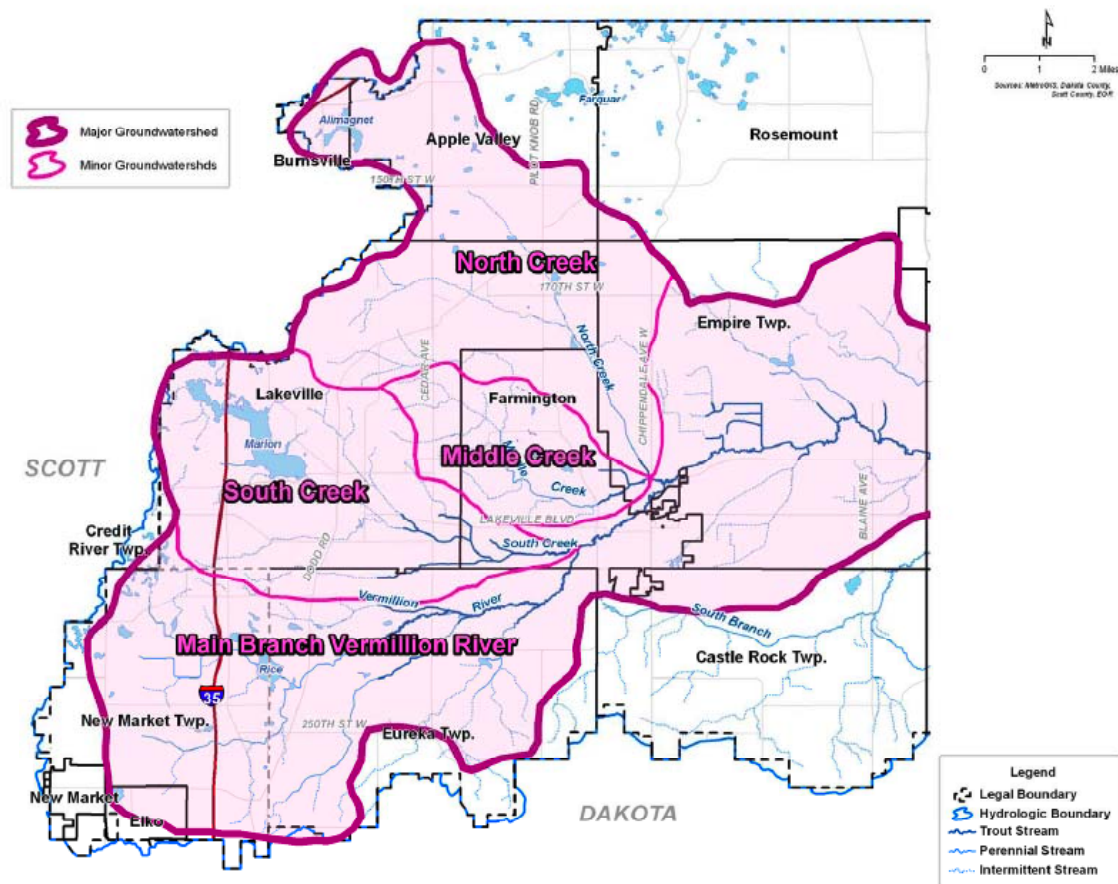 N
0 1 2 Miles
Sources: MetroGIS, Dakota County,
Scott County, EOR
Major Groundwatershed
Minor Groundwatershds
Farquar
Alimagnet
PILOT KNOB RD
Apple Valley
Rosemount
Burnsville
150TH ST W
North Creek
170TH ST W
Empire Twp.
North Creek
CEDAR AVE
CHIPPENDALE AVE W
Lakeville
Farmington
Marion
Middle Creek
Middle
Creek
SCOTT
South Creek
LAKEVILLE BLVD
BLAINE AVE
Credit
River Twp.
DODD RD
South Creek
Vermillion River
South Branch
Main Branch Vermillion River
Castle Rock Twp.
Rice
35
New Market Twp.
250TH ST W
Eureka Twp.
New Market
Elko
DAKOTA
Legend
Legal Boundary
Hydrologic Boundary
Trout Stream
Perennial Stream
Intermittent Stream